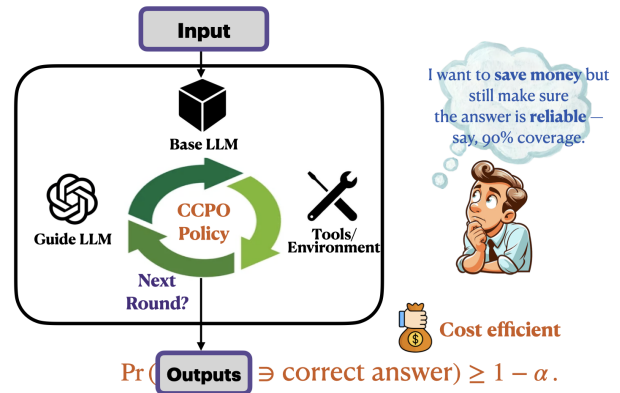 Input
Base LLM
I want to save money but
still make sure
the answer is reliable —
say, 90% coverage.
CCPO
Policy
Guide LLM
Tools/
Environment
Next
Round?
$
Cost efficient
Pr( Outputs ∋ correct answer) ≥ 1 − α.